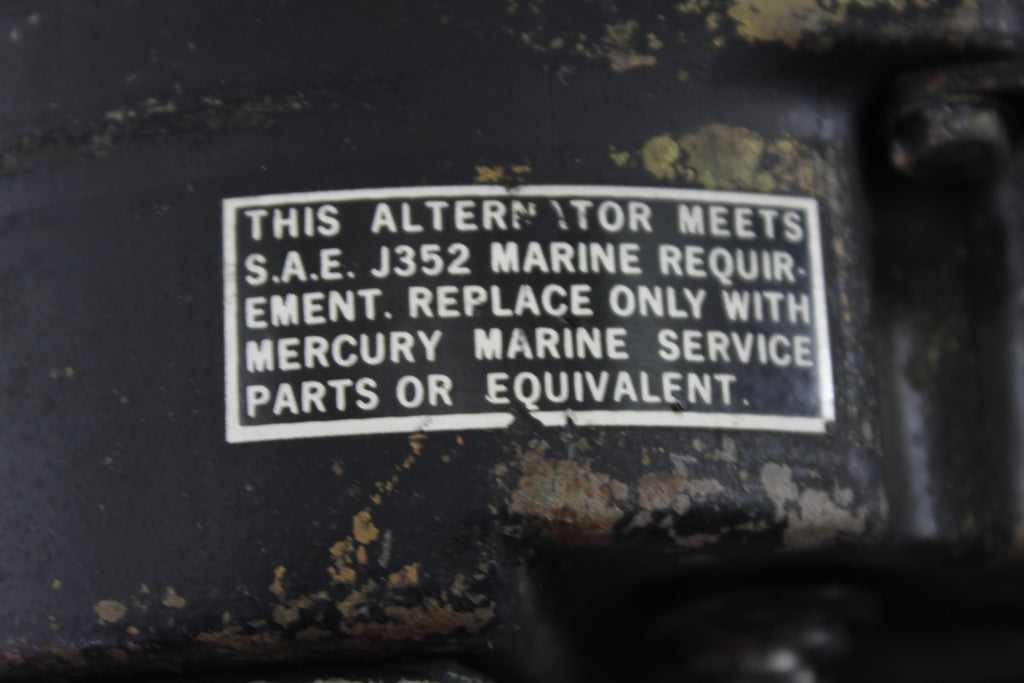 THIS ALTERNATOR MEETS
S.A.E. J352 MARINE REQUIR-
EMENT. REPLACE ONLY WITH
MERCURY MARINE SERVICE
PARTS OR EQUIVALENT.